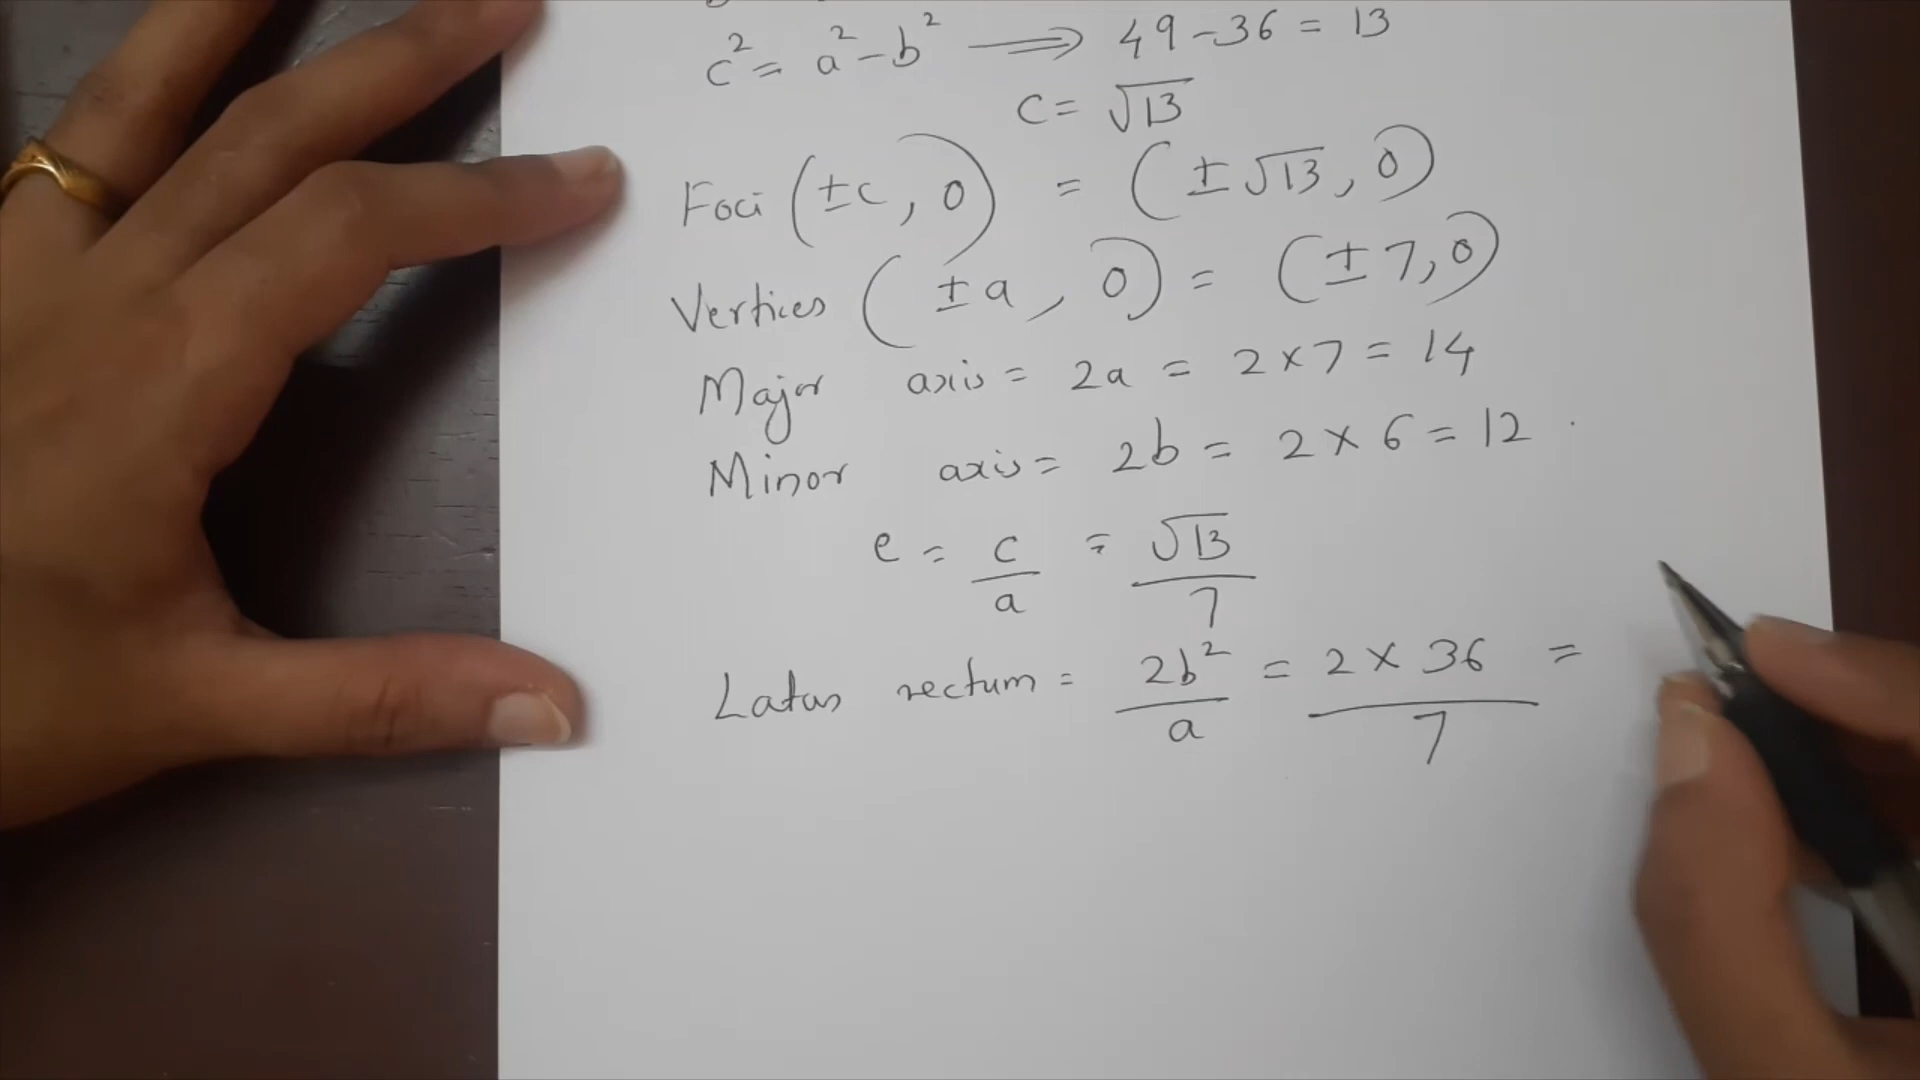 c² = a² - b² ⟹ 49 - 36 = 13
c = √13
Foci (±c, 0) = (±√13, 0)
Vertices (±a, 0) = (±7, 0)
Major axis = 2a = 2 × 7 = 14
Minor axis = 2b = 2 × 6 = 12 .
e = c/a = √13/7
Latus rectum = 2b²/a = 2 × 36/7 =